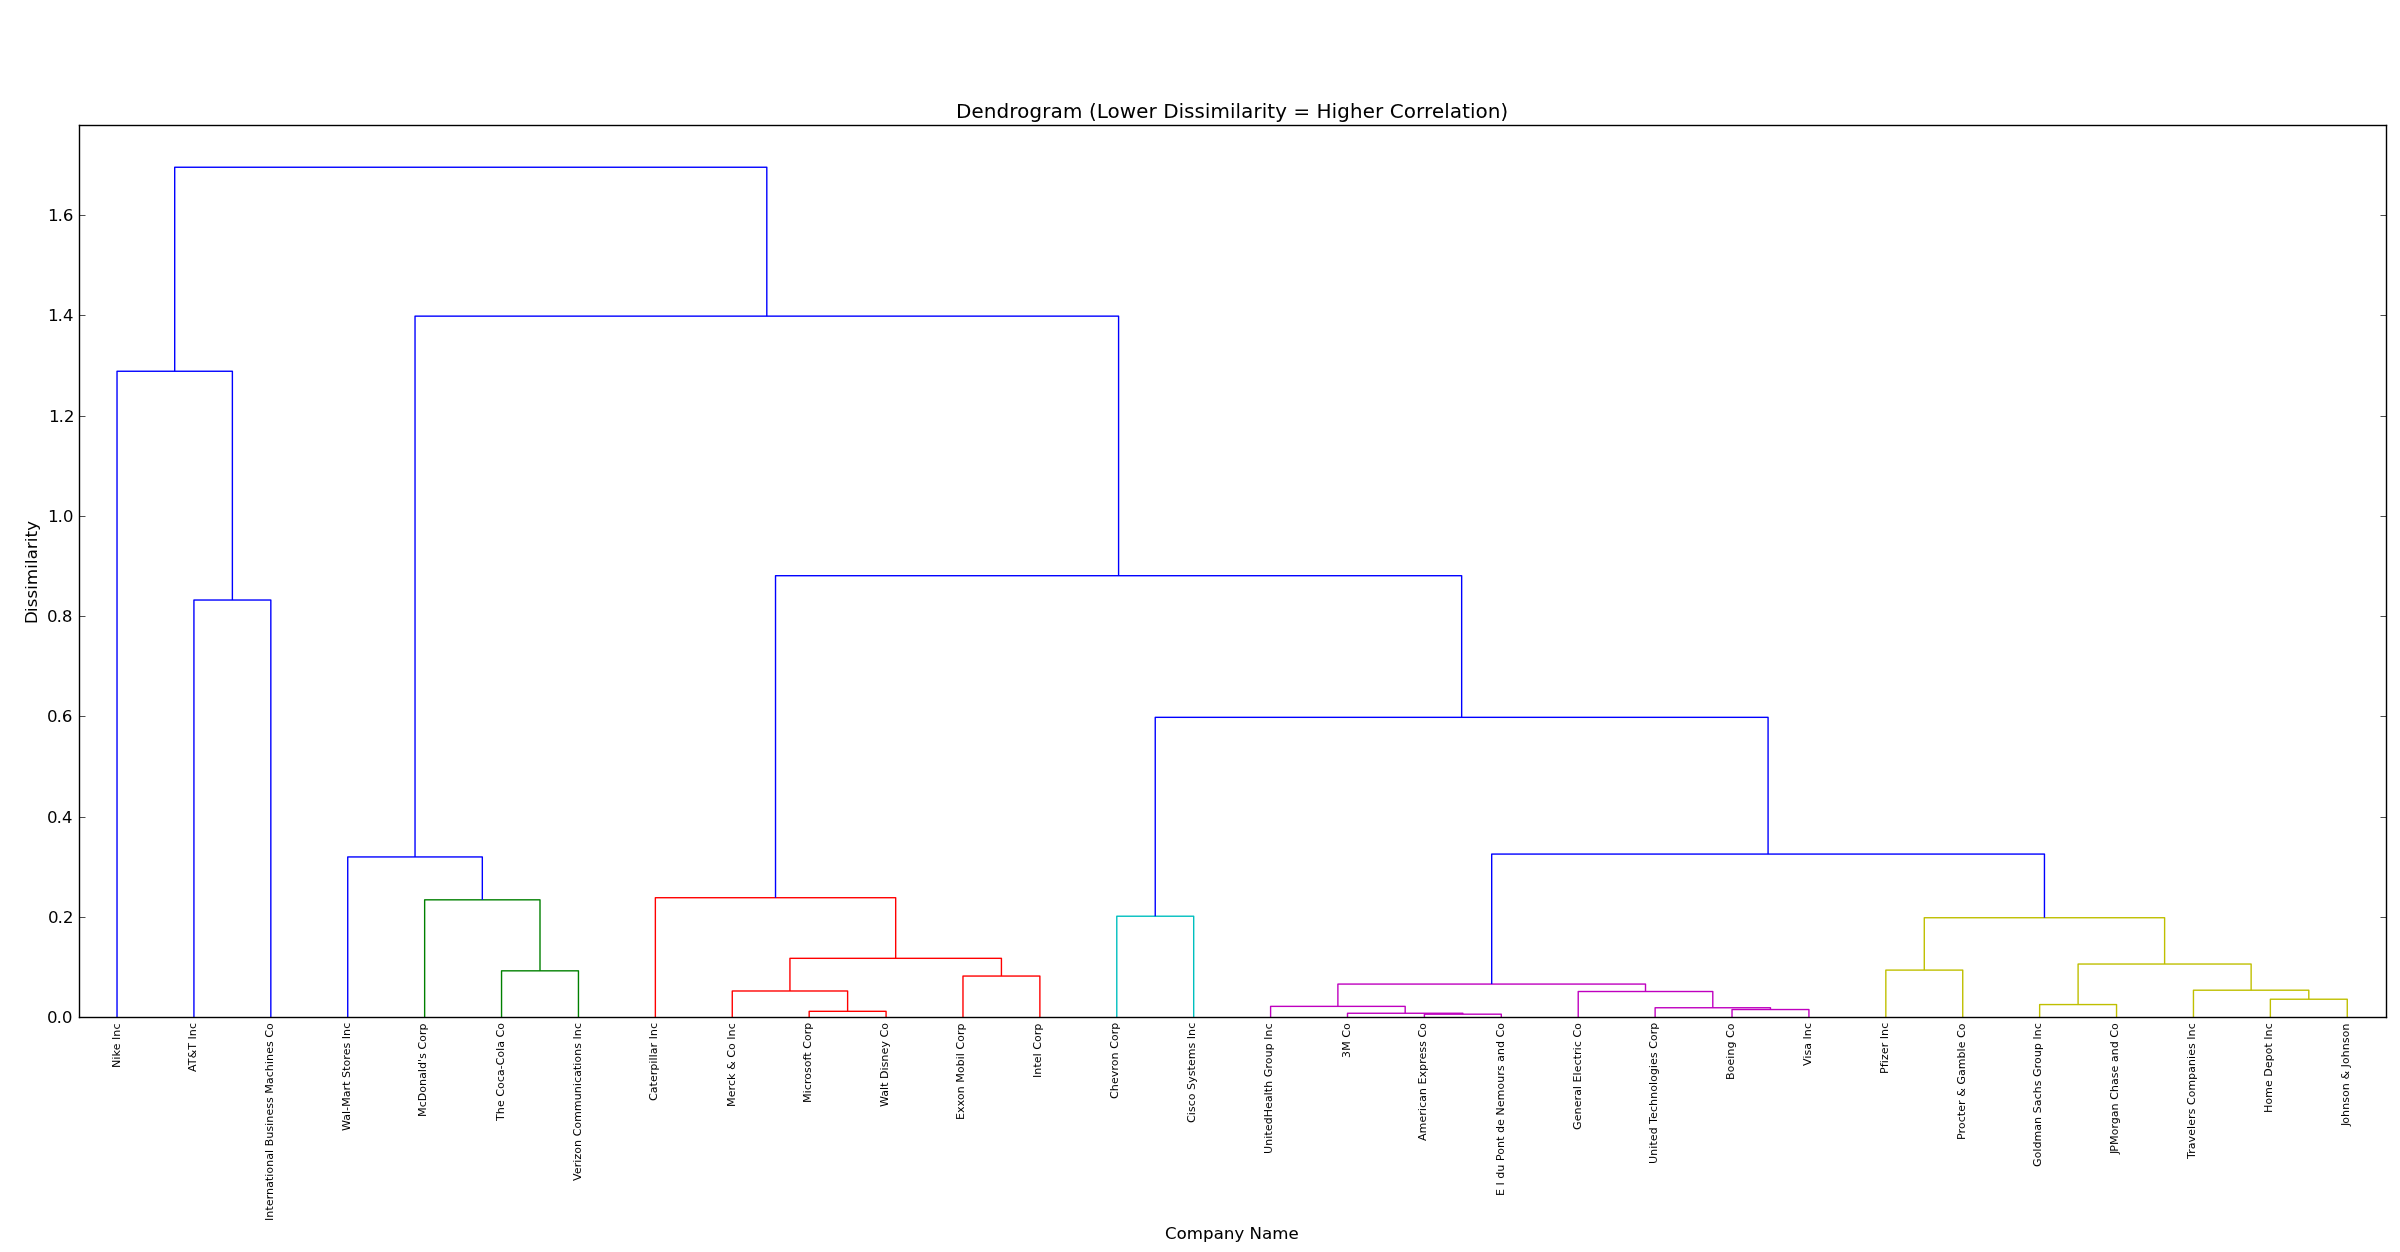 Dendrogram (Lower Dissimilarity = Higher Correlation)
1.6
1.4
1.2
1.0
0.8
0.6
0.4
0.2
0.0
Dissimilarity
Nike Inc
AT&T Inc
International Business Machines Co
Wal-Mart Stores Inc
McDonald's Corp
The Coca-Cola Co
Verizon Communications Inc
Caterpillar Inc
Merck & Co Inc
Microsoft Corp
Walt Disney Co
Exxon Mobil Corp
Intel Corp
Chevron Corp
Cisco Systems Inc
UnitedHealth Group Inc
3M Co
American Express Co
E I du Pont de Nemours and Co
General Electric Co
United Technologies Corp
Boeing Co
Visa Inc
Pfizer Inc
Procter & Gamble Co
Goldman Sachs Group Inc
JPMorgan Chase and Co
Travelers Companies Inc
Home Depot Inc
Johnson & Johnson
Company Name